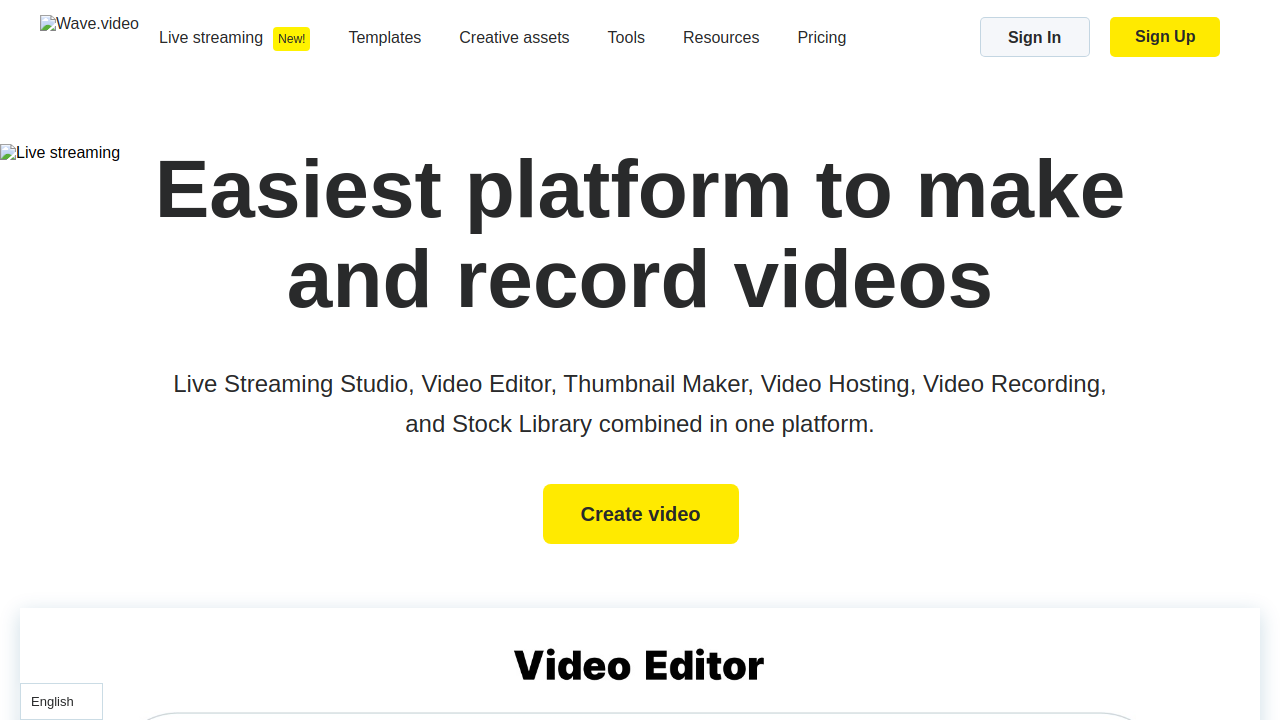 Wave.video
Live streaming New! Templates Creative assets Tools Resources Pricing Sign In Sign Up
Live streaming
Easiest platform to make
and record videos
Live Streaming Studio, Video Editor, Thumbnail Maker, Video Hosting, Video Recording,
and Stock Library combined in one platform.
Create video
Video Editor
English